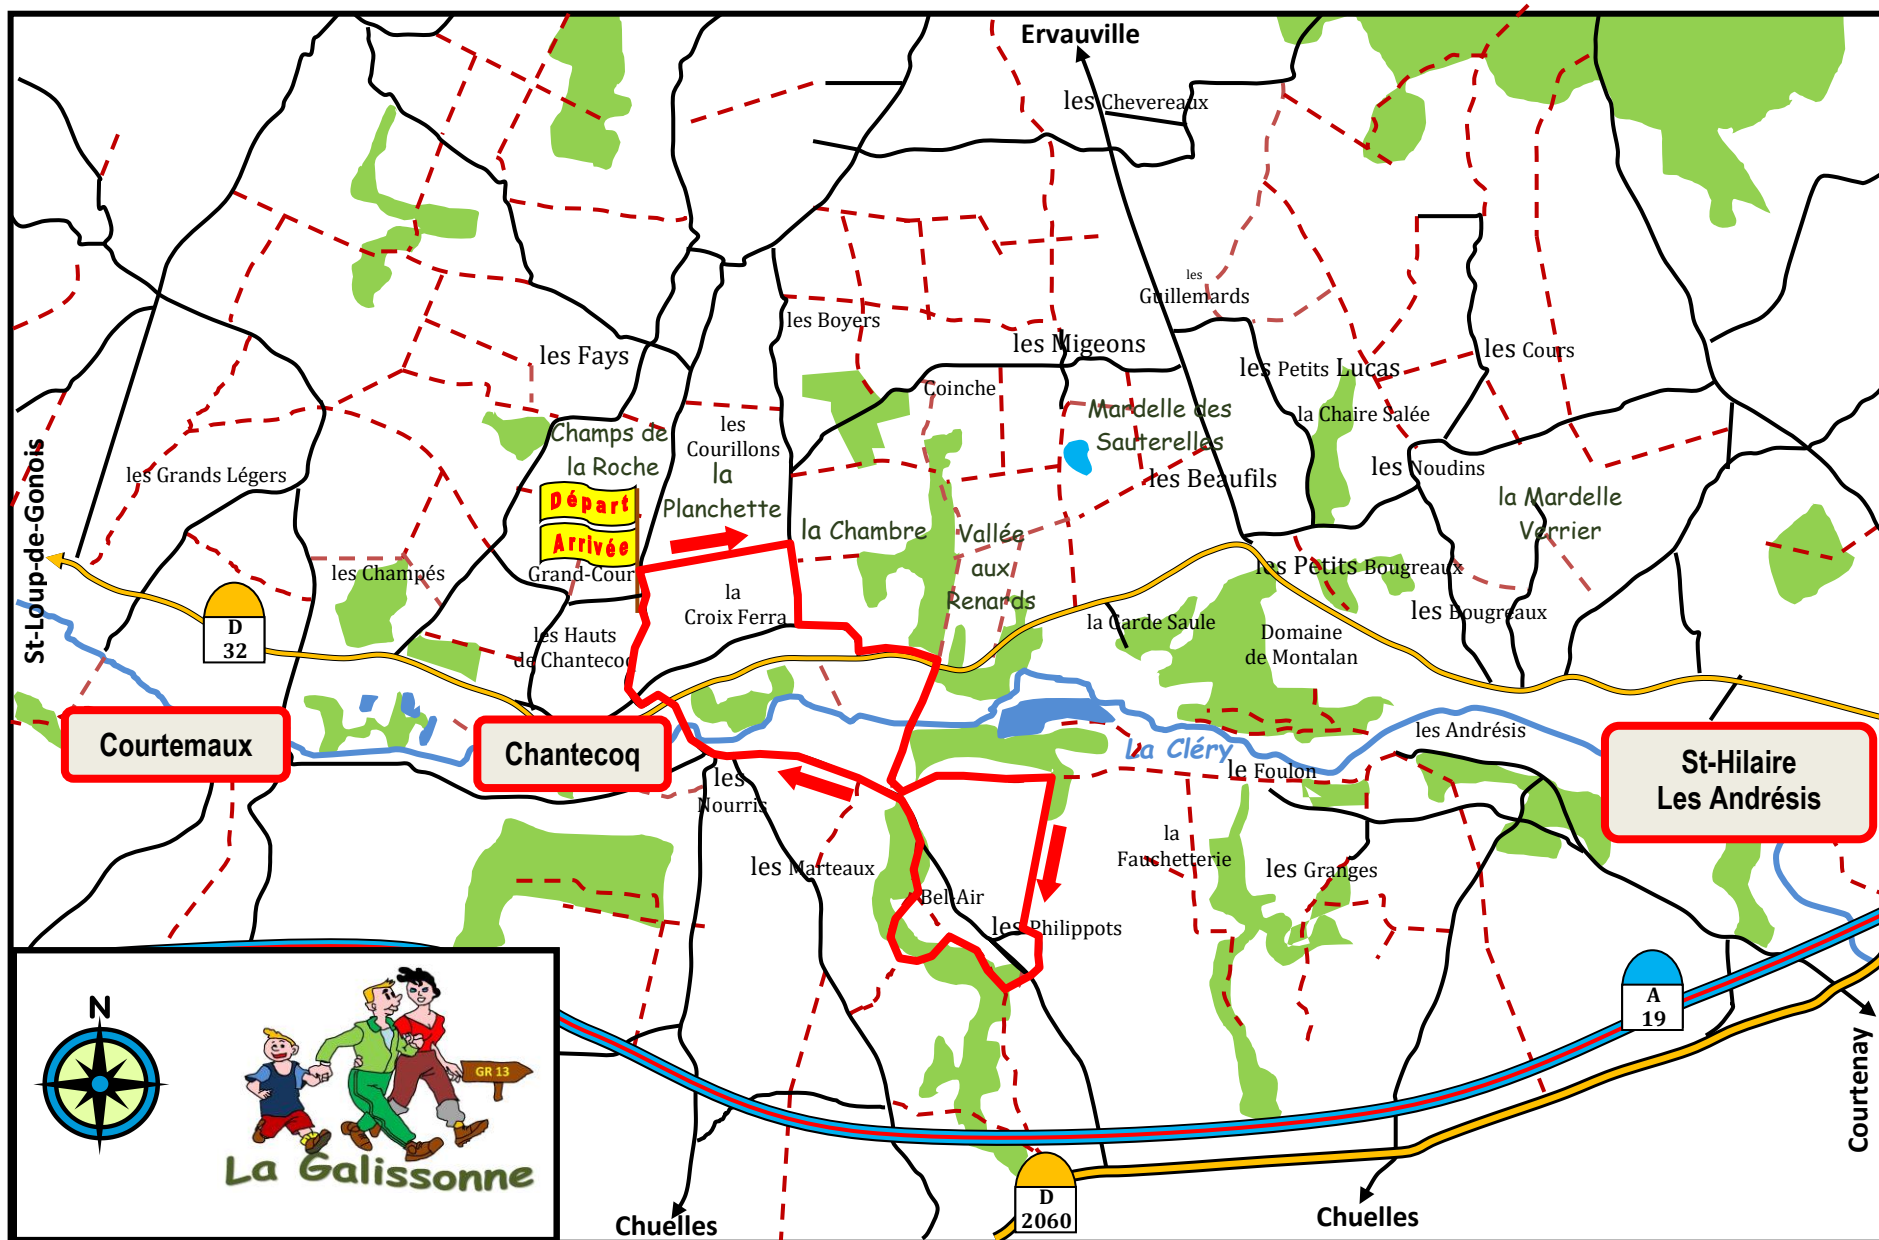 Ervauville
les Chevereaux
les
Guillemards
les Boyers
les Migeons
les Fays
les Petits Lucas
les Cours
Coinche
Mardelle des
Sauterelles
la Chaire Salée
les
Courillons
Champs de
la Roche
les Grands Légers
St-Loup-de-Gonois
la
Planchette
les Beaufils
les Noudins
la Mardelle
Verrier
Départ
Arrivée
la Chambre
Vallée
aux
Renards
Grand-Cour
les Champés
les Petits Bougreaux
les Bougreaux
la
Croix Ferra
la Garde Saule
Domaine
de Montalan
D
32
les Hauts
de Chantecoq
Courtemaux
Chantecoq
La Cléry
les Andrésis
le Foulon
St-Hilaire
Les Andrésis
les
Nourris
les Marteaux
la
Fauchetterie
les Granges
Bel-Air
les Philippots
A
19
Courtenay
N
GR 13
La Galissonne
D
2060
Chuelles
Chuelles